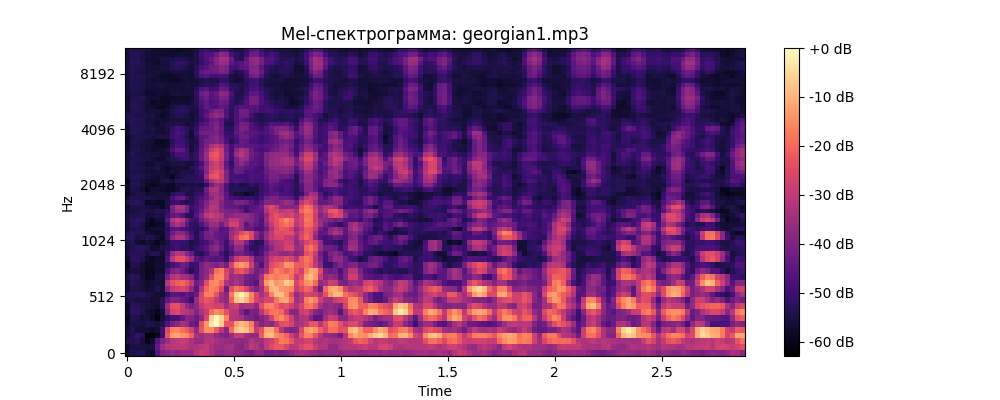 Mel-спектрограмма: georgian1.mp3
Hz
8192
4096
2048
1024
512
0
0 0.5 1 1.5 2 2.5
Time
+0 dB
-10 dB
-20 dB
-30 dB
-40 dB
-50 dB
-60 dB